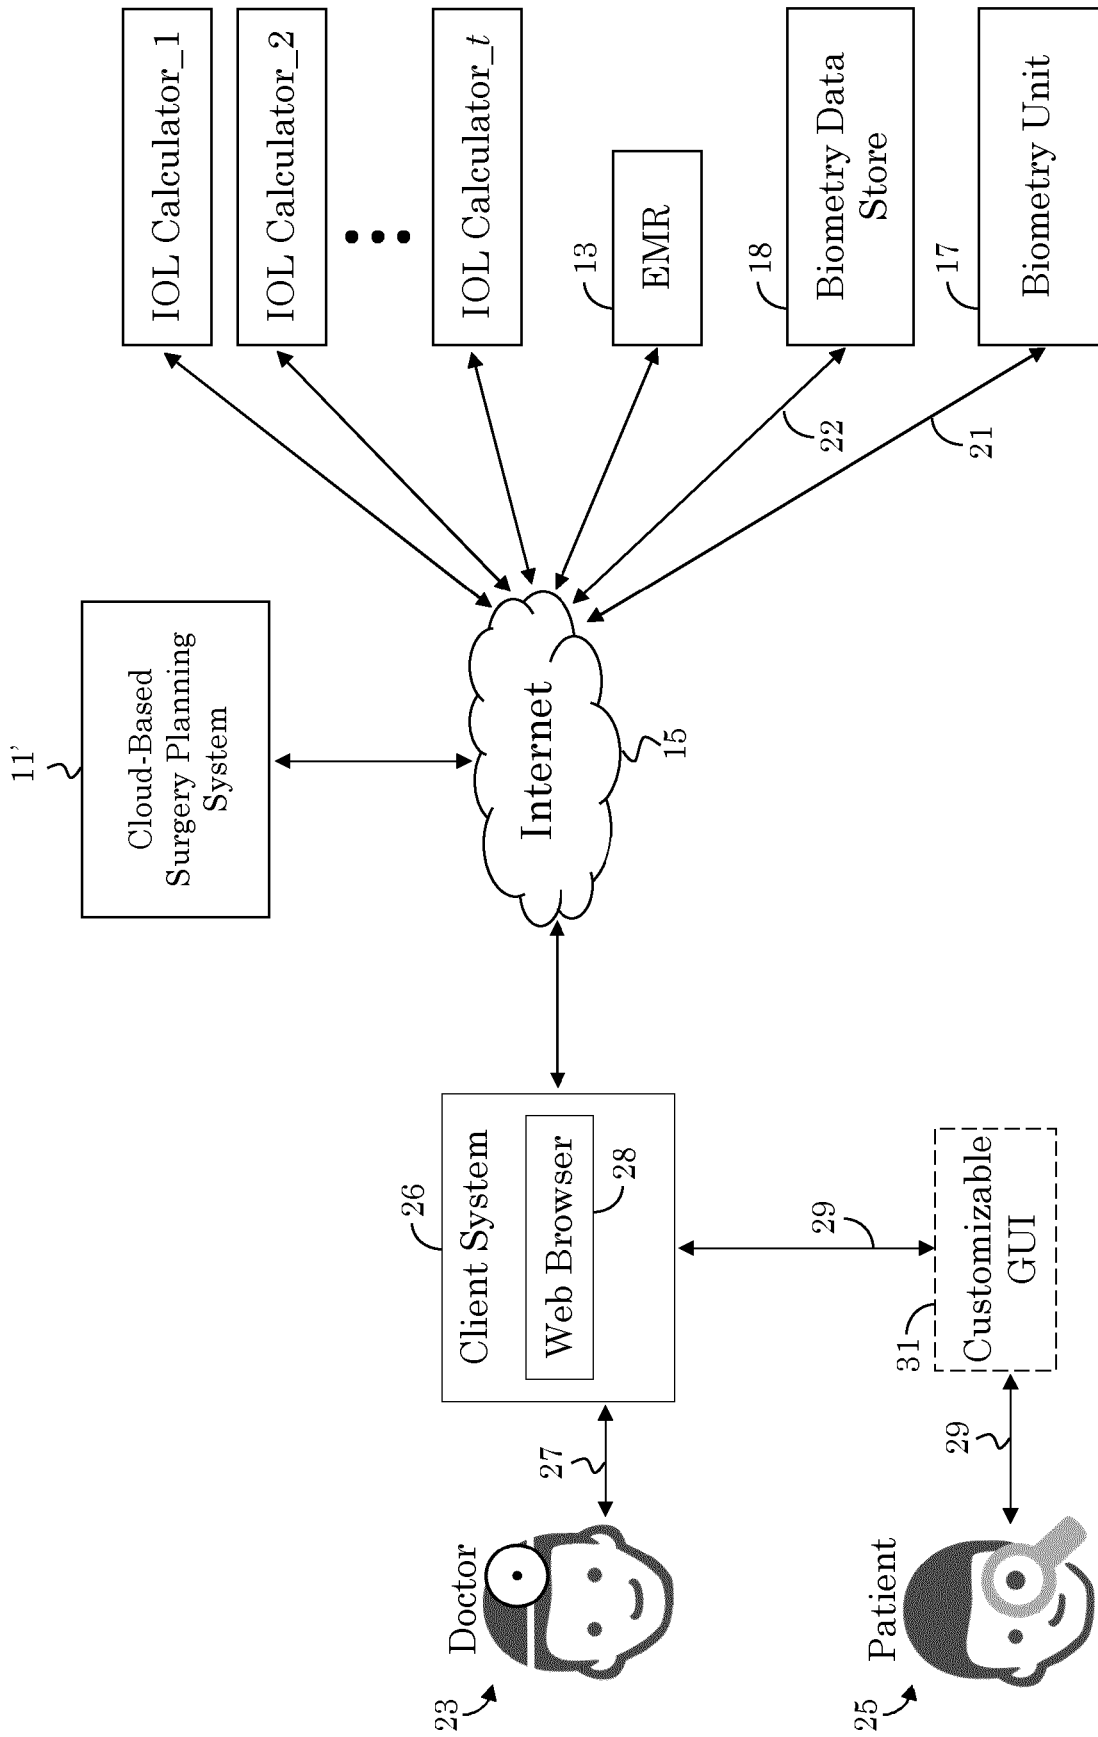 11’
Cloud-Based
Surgery Planning
System
IOL Calculator_1
IOL Calculator_2
IOL Calculator_t
13
EMR
18
Biometry Data
Store
17
Biometry Unit
22
21
Internet
15
26
Client System
Web Browser
28
27
Doctor
23
29
31
Customizable
GUI
29
Patient
25